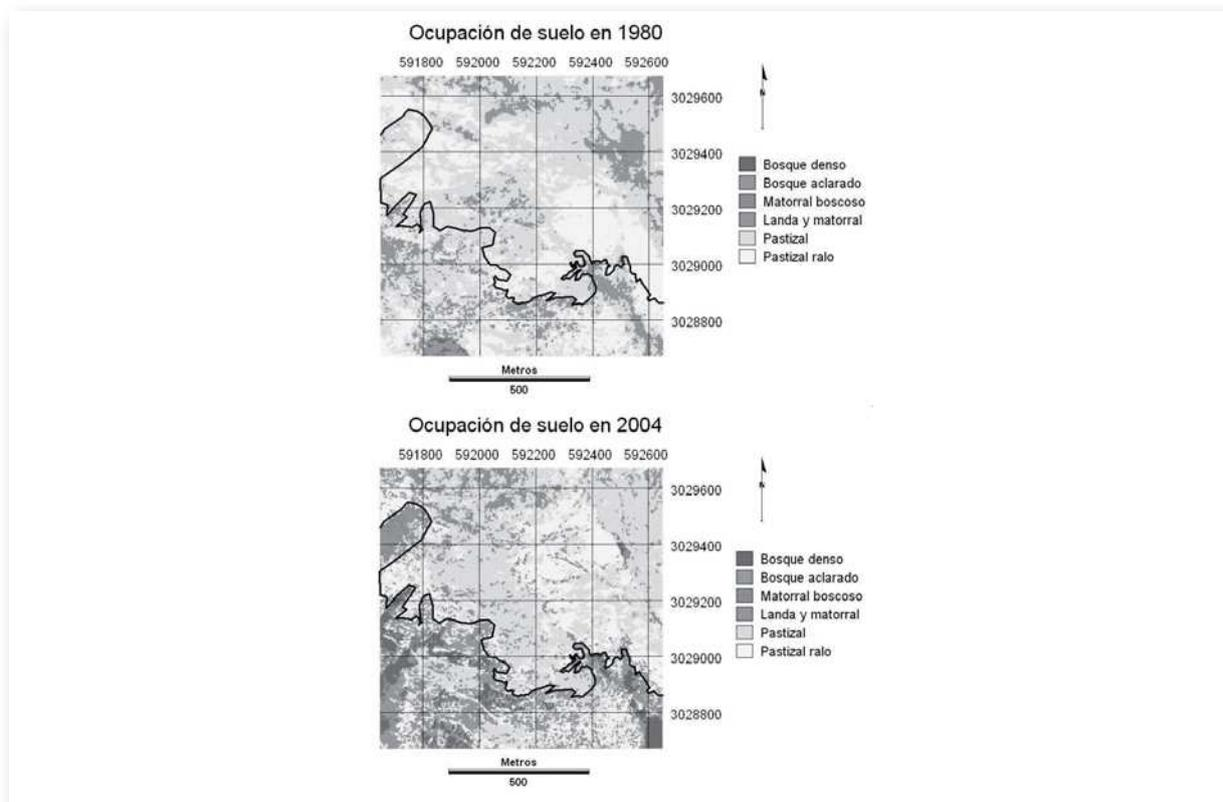 Ocupación de suelo en 1980
591800 592000 592200 592400 592600
3029600
3029400
3029200
3029000
3028800
N
Bosque denso
Bosque aclarado
Matorral boscoso
Landa y matorral
Pastizal
Pastizal ralo
Metros
500
Ocupación de suelo en 2004
591800 592000 592200 592400 592600
3029600
3029400
3029200
3029000
3028800
N
Bosque denso
Bosque aclarado
Matorral boscoso
Landa y matorral
Pastizal
Pastizal ralo
Metros
500